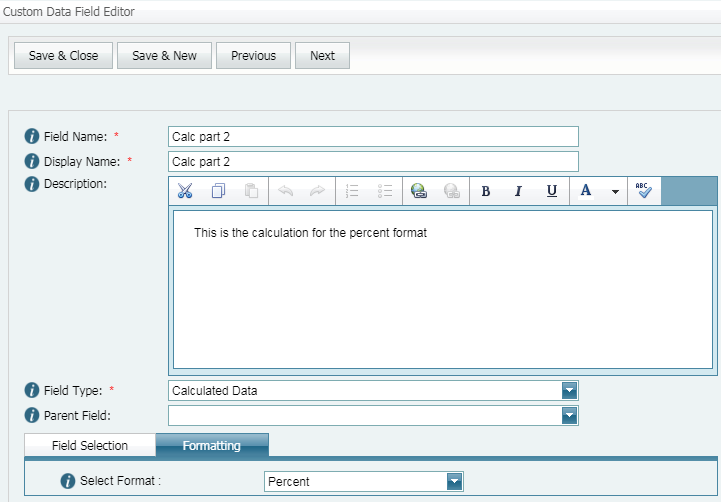 Custom Data Field Editor
Save & Close Save & New Previous Next
i Field Name: * Calc part 2
i Display Name: * Calc part 2
i Description:
B I U A ABC
This is the calculation for the percent format
i Field Type: * Calculated Data
i Parent Field:
Field Selection Formatting
i Select Format : Percent